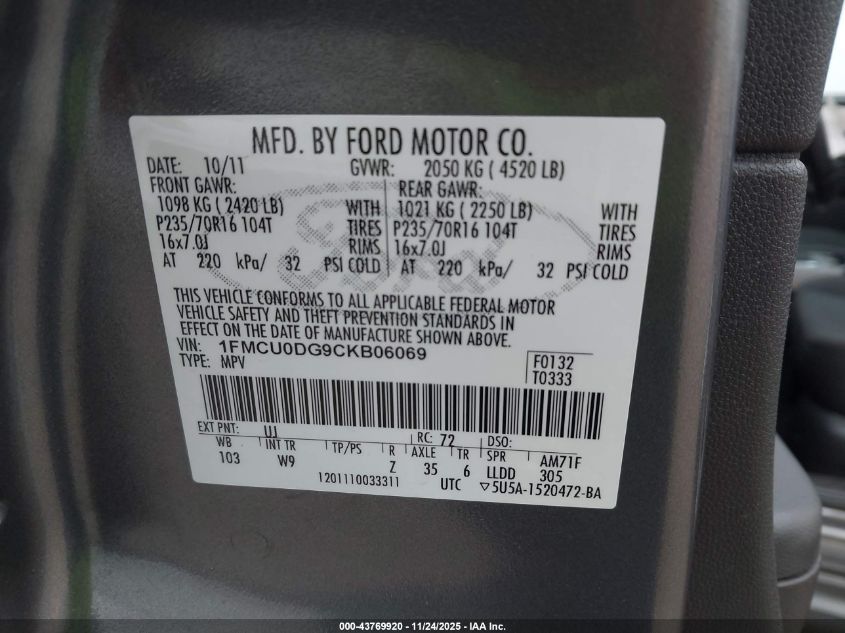 MFD. BY FORD MOTOR CO.
DATE: 10/11 GVWR: 2050 KG ( 4520 LB)
FRONT GAWR: REAR GAWR:
1098 KG ( 2420 LB) WITH 1021 KG ( 2250 LB) WITH
P235/70R16 104T TIRES P235/70R16 104T TIRES
16x7.0J RIMS 16x7.0J RIMS
AT 220 kPa/ 32 PSI COLD AT 220 kPa/ 32 PSI COLD
THIS VEHICLE CONFORMS TO ALL APPLICABLE FEDERAL MOTOR
VEHICLE SAFETY AND THEFT PREVENTION STANDARDS IN
EFFECT ON THE DATE OF MANUFACTURE SHOWN ABOVE.
VIN: 1FMCU0DG9CKB06069
TYPE: MPV
F0132
T0333
EXT PNT: UJ RC: 72 DSO:
WB INT TR TP/PS R AXLE TR SPR AM71F
103 W9 Z 35 6 LLDD 305
1201110033311 UTC ▽5U5A-1520472-BA
000-43769920 - 11/24/2025 - IAA Inc.